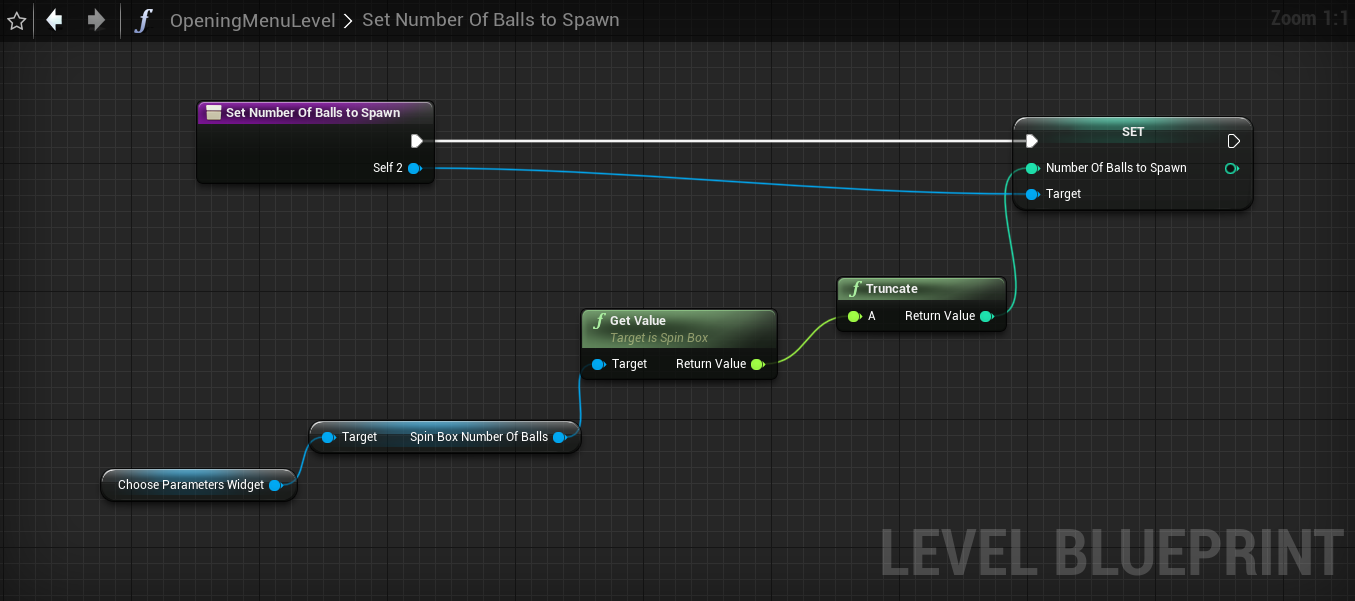 OpeningMenuLevel > Set Number Of Balls to Spawn
Zoom 1:1
Set Number Of Balls to Spawn
Self 2
SET
Number Of Balls to Spawn
Target
f Truncate
A Return Value
f Get Value
Target is Spin Box
Target Return Value
Target Spin Box Number Of Balls
Choose Parameters Widget
LEVEL BLUEPRINT